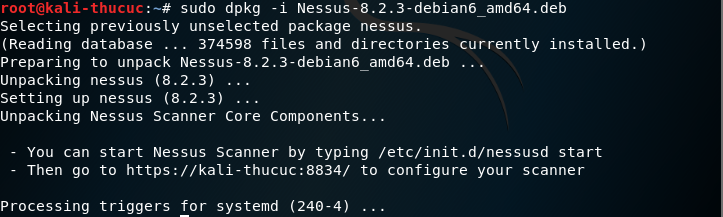 root@kali-thucuc:~# sudo dpkg -i Nessus-8.2.3-debian6_amd64.deb
Selecting previously unselected package nessus.
(Reading database ... 374598 files and directories currently installed.)
Preparing to unpack Nessus-8.2.3-debian6_amd64.deb ...
Unpacking nessus (8.2.3) ...
Setting up nessus (8.2.3) ...
Unpacking Nessus Scanner Core Components...
- You can start Nessus Scanner by typing /etc/init.d/nessusd start
- Then go to https://kali-thucuc:8834/ to configure your scanner
Processing triggers for systemd (240-4) ...